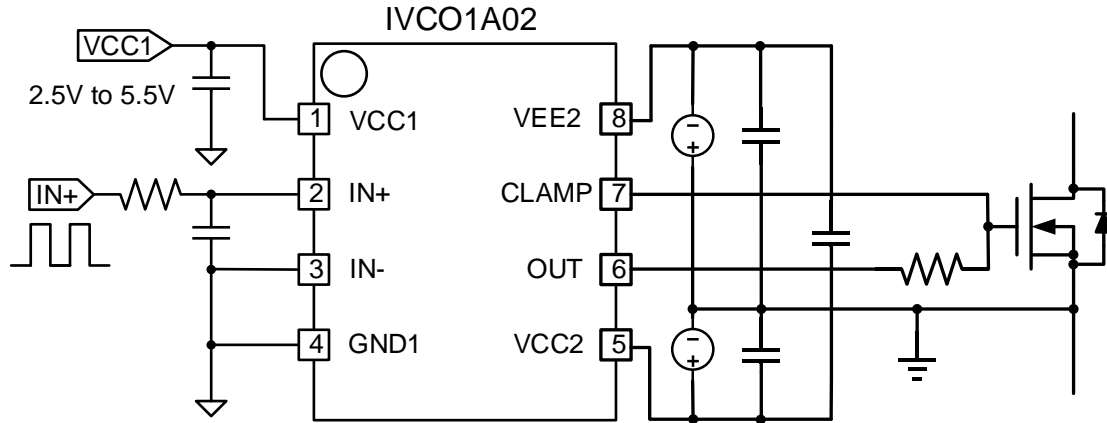 IVCO1A02
VCC1
2.5V to 5.5V
1 VCC1
VEE2 8
IN+
2 IN+
CLAMP 7
3 IN-
OUT 6
4 GND1
VCC2 5
-
+
-
+